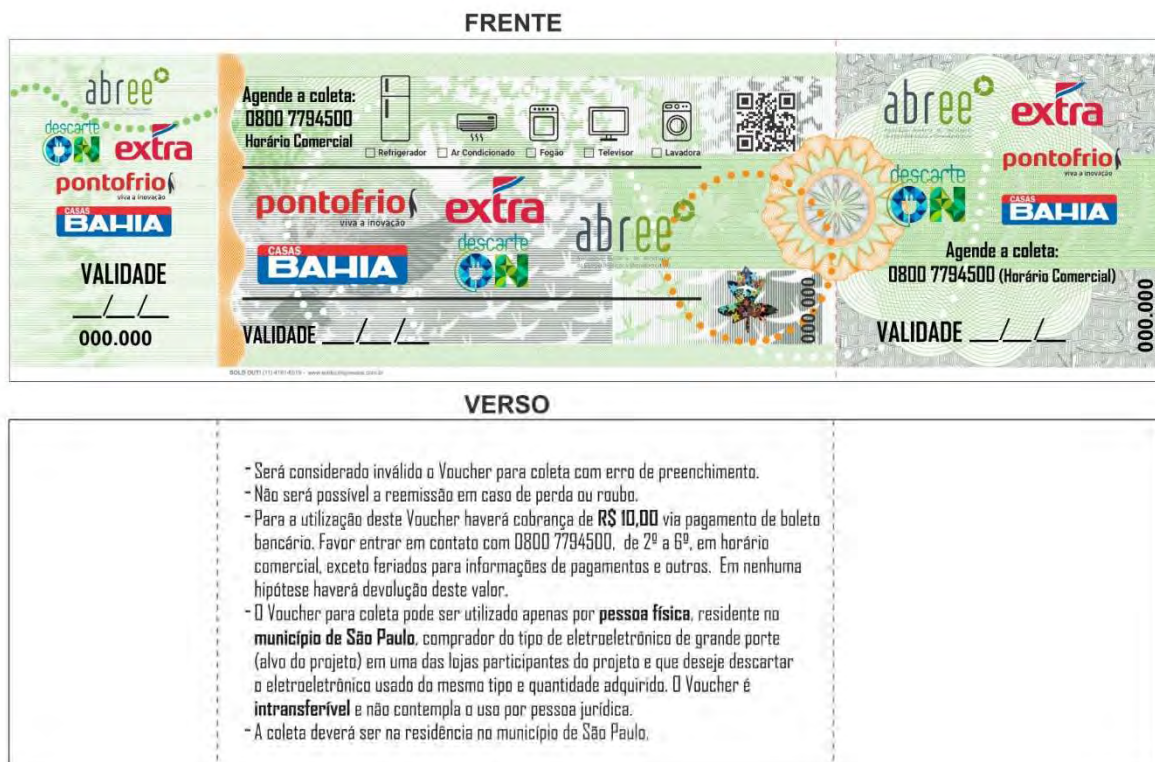 FRENTE
abree
descarte
ON extra
pontofrio
viva a inovação
CASAS
BAHIA
VALIDADE
__/__/__
000.000
Agende a coleta:
0800 7794500
Horário Comercial
Refrigerador
Ar Condicionado
Fogão
Televisor
Lavadora
pontofrio
viva a inovação
extra
abree
CASAS
BAHIA
descarte
ON
VALIDADE __/__/__
000.000
abree
extra
pontofrio
viva a inovação
descarte
ON
CASAS
BAHIA
Agende a coleta:
0800 7794500 (Horário Comercial)
VALIDADE __/__/__
000.000
VERSO
- Será considerado inválido o Voucher para coleta com erro de preenchimento.
- Não será possível a reemissão em caso de perda ou roubo.
- Para a utilização deste Voucher haverá cobrança de R$ 10,00 via pagamento de boleto
bancário. Favor entrar em contato com 0800 7794500, de 2º a 6º, em horário
comercial, exceto feriados para informações de pagamentos e outros. Em nenhuma
hipótese haverá devolução deste valor.
- O Voucher para coleta pode ser utilizado apenas por pessoa física, residente no
município de São Paulo, comprador do tipo de eletroeletrônico de grande porte
(alvo do projeto) em uma das lojas participantes do projeto e que deseje descartar
o eletroeletrônico usado do mesmo tipo e quantidade adquirido. O Voucher é
intransferível e não contempla o uso por pessoa jurídica.
- A coleta deverá ser na residência no município de São Paulo.